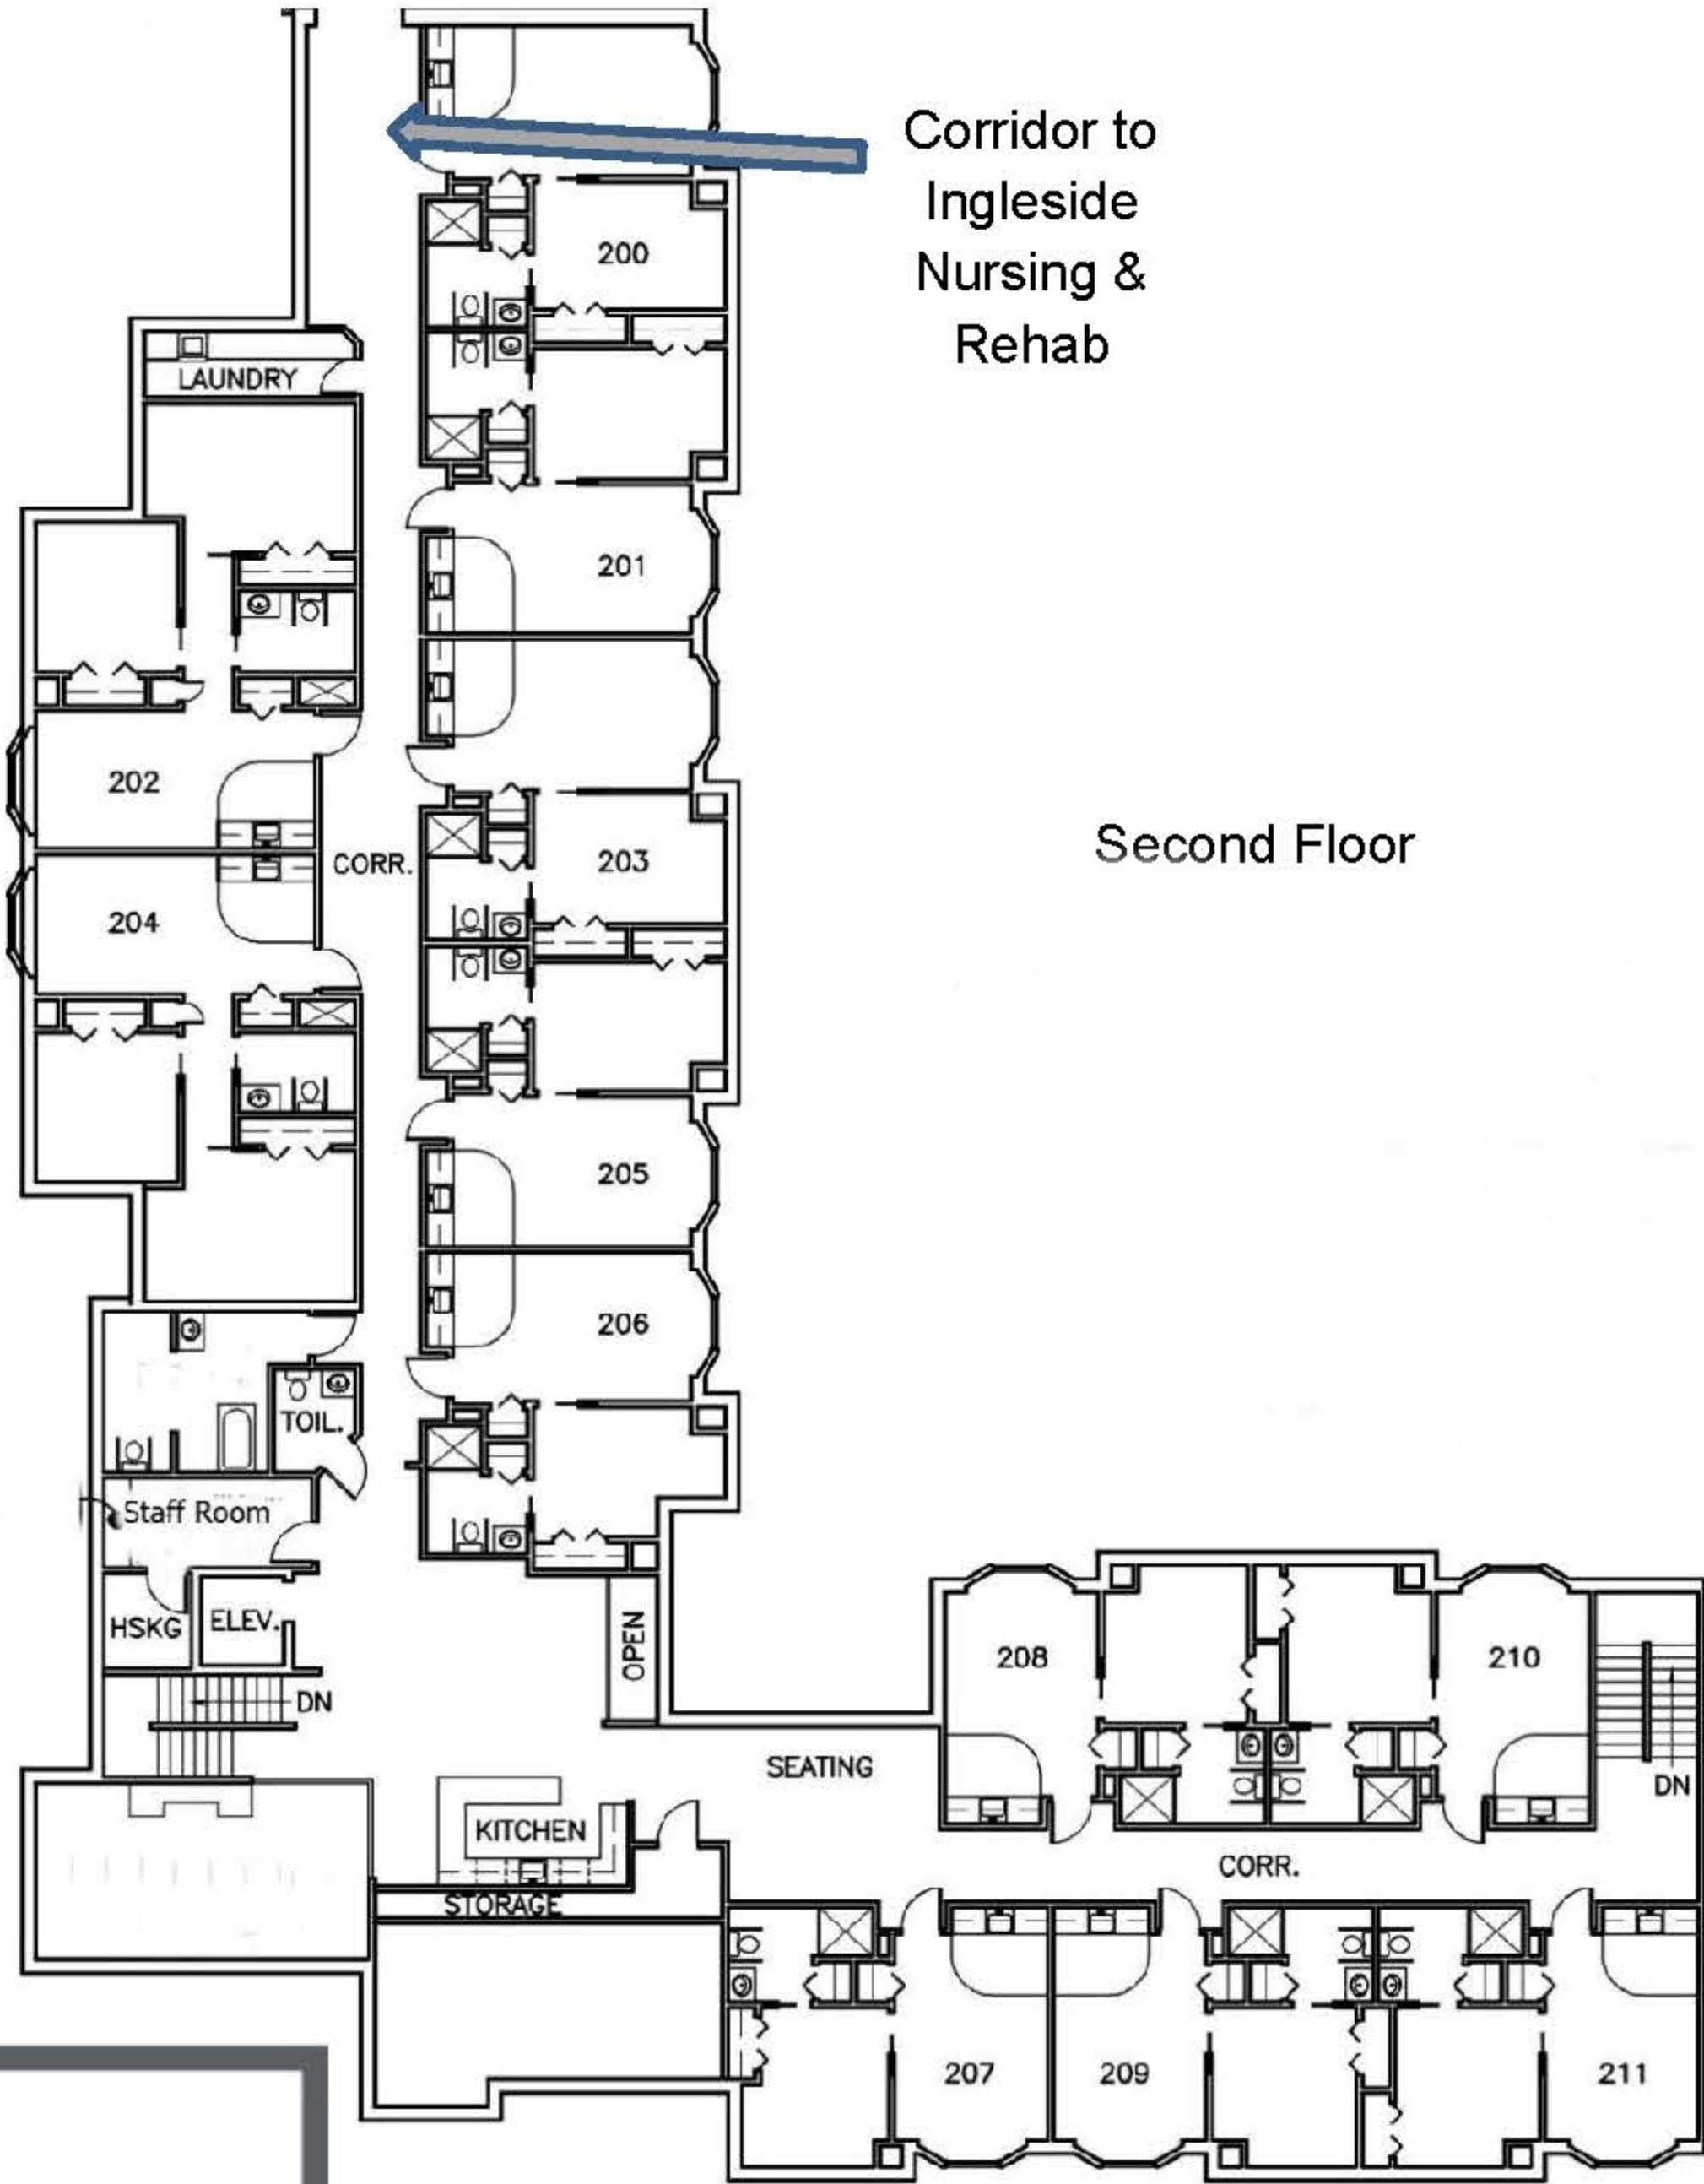 Corridor to
Ingleside
Nursing &
Rehab
200
LAUNDRY
201
202
203
CORR.
204
Second Floor
205
206
TOIL.
Staff Room
HSKG
ELEV.
OPEN
DN
208
210
SEATING
DN
KITCHEN
CORR.
STORAGE
207
209
211